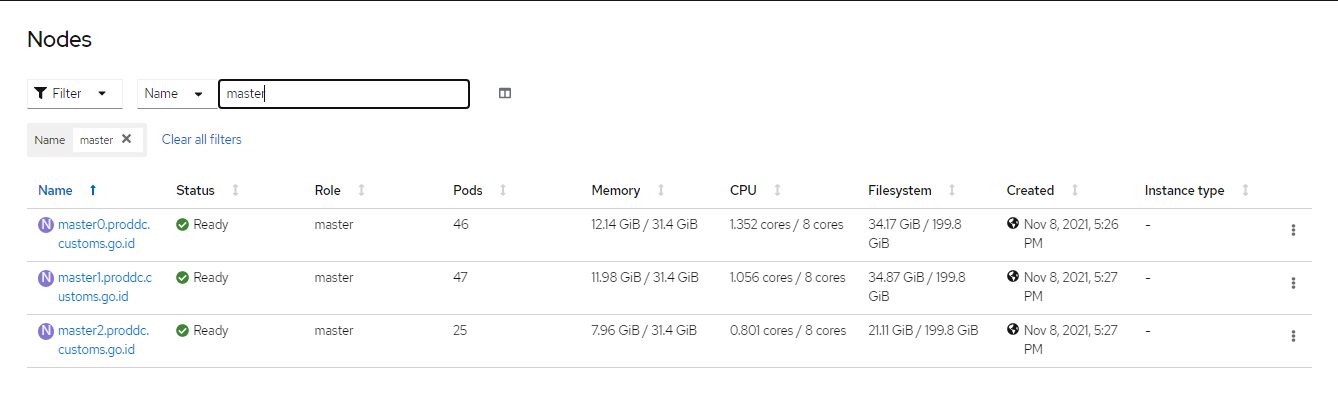 Nodes
Filter Name master
Name master Clear all filters
Name Status Role Pods Memory CPU Filesystem Created Instance type
N master0.proddc. Ready master 46 12.14 GiB / 31.4 GiB 1.352 cores / 8 cores 34.17 GiB / 199.8 Nov 8, 2021, 5:26 -
customs.go.id GiB PM
N master1.proddc.c Ready master 47 11.98 GiB / 31.4 GiB 1.056 cores / 8 cores 34.87 GiB / 199.8 Nov 8, 2021, 5:27 -
ustoms.go.id GiB PM
N master2.proddc. Ready master 25 7.96 GiB / 31.4 GiB 0.801 cores / 8 cores 21.11 GiB / 199.8 GiB Nov 8, 2021, 5:27 -
customs.go.id PM